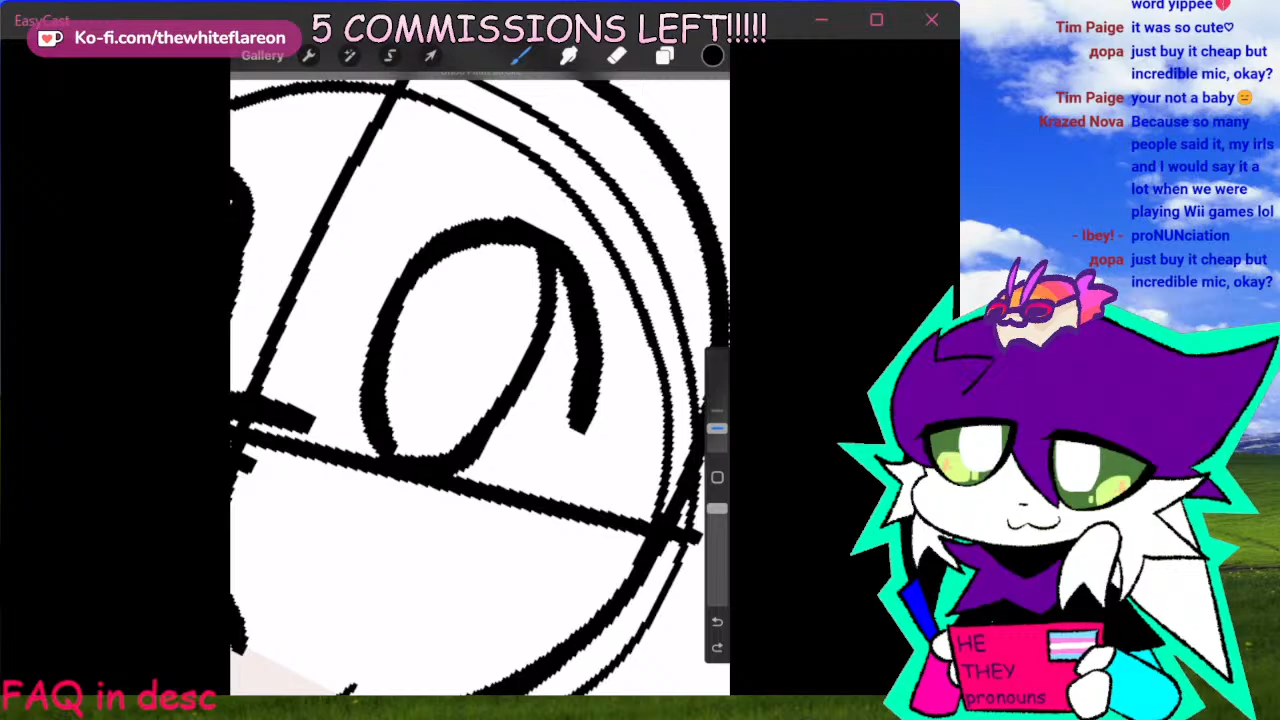 EasyCast
Ko-fi.com/thewhiteflareon
5 COMMISSIONS LEFT!!!!!
Gallery
word yippee💔
Tim Paige it was so cute♡
дора just buy it cheap but
incredible mic, okay?
Tim Paige your not a baby😑
Krazed Nova Because so many
people said it, my irls
and I would say it a
lot when we were
playing Wii games lol
- Ibey! - proNUNciation
дора just buy it cheap but
incredible mic, okay?
HE
THEY
pronouns
FAQ in desc